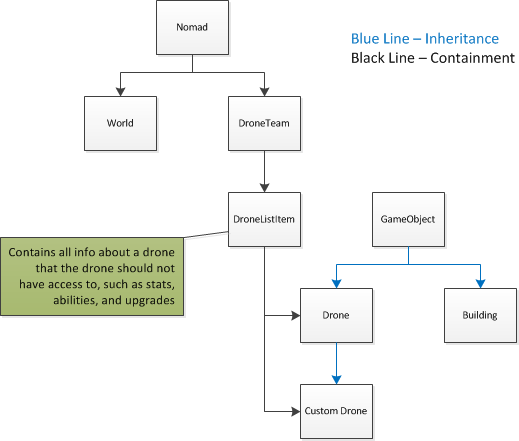 Nomad
Blue Line – Inheritance
Black Line – Containment
World
DroneTeam
DroneListItem
GameObject
Contains all info about a drone
that the drone should not
have access to, such as stats,
abilities, and upgrades
Drone
Building
Custom Drone